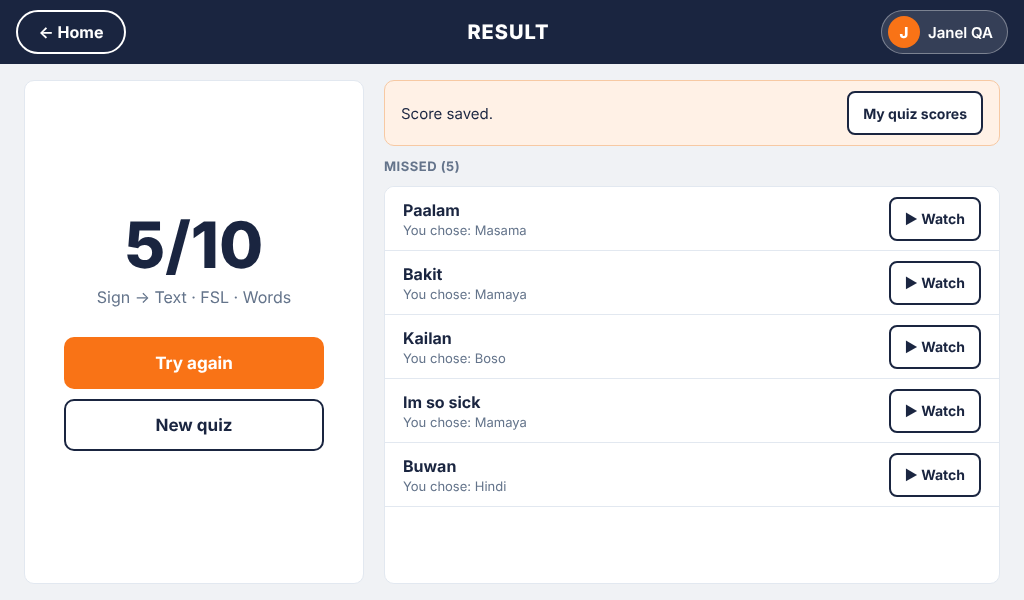 ← Home
RESULT
J
Janel QA
5/10
Sign → Text · FSL · Words
Try again
New quiz
Score saved.
My quiz scores
MISSED (5)
Paalam
You chose: Masama
▶ Watch
Bakit
You chose: Mamaya
▶ Watch
Kailan
You chose: Boso
▶ Watch
Im so sick
You chose: Mamaya
▶ Watch
Buwan
You chose: Hindi
▶ Watch